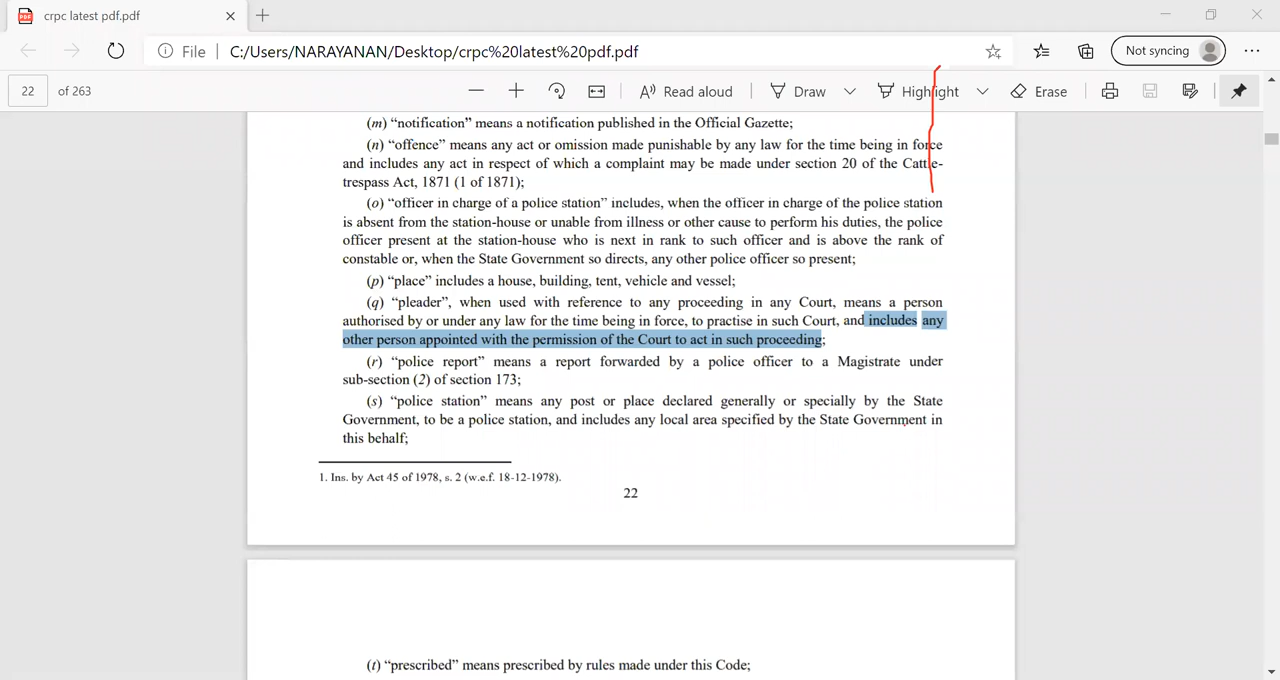 crpc latest pdf.pdf
File C:/Users/NARAYANAN/Desktop/crpc%20latest%20pdf.pdf Not syncing
22 of 263 Read aloud Draw Highlight Erase
(m) “notification” means a notification published in the Official Gazette;
(n) “offence” means any act or omission made punishable by any law for the time being in force
and includes any act in respect of which a complaint may be made under section 20 of the Cattle-
trespass Act, 1871 (1 of 1871);
(o) “officer in charge of a police station” includes, when the officer in charge of the police station
is absent from the station-house or unable from illness or other cause to perform his duties, the police
officer present at the station-house who is next in rank to such officer and is above the rank of
constable or, when the State Government so directs, any other police officer so present;
(p) “place” includes a house, building, tent, vehicle and vessel;
(q) “pleader”, when used with reference to any proceeding in any Court, means a person
authorised by or under any law for the time being in force, to practise in such Court, and includes any
other person appointed with the permission of the Court to act in such proceeding;
(r) “police report” means a report forwarded by a police officer to a Magistrate under
sub-section (2) of section 173;
(s) “police station” means any post or place declared generally or specially by the State
Government, to be a police station, and includes any local area specified by the State Government in
this behalf;
1. Ins. by Act 45 of 1978, s. 2 (w.e.f. 18-12-1978).
22
(t) “prescribed” means prescribed by rules made under this Code;